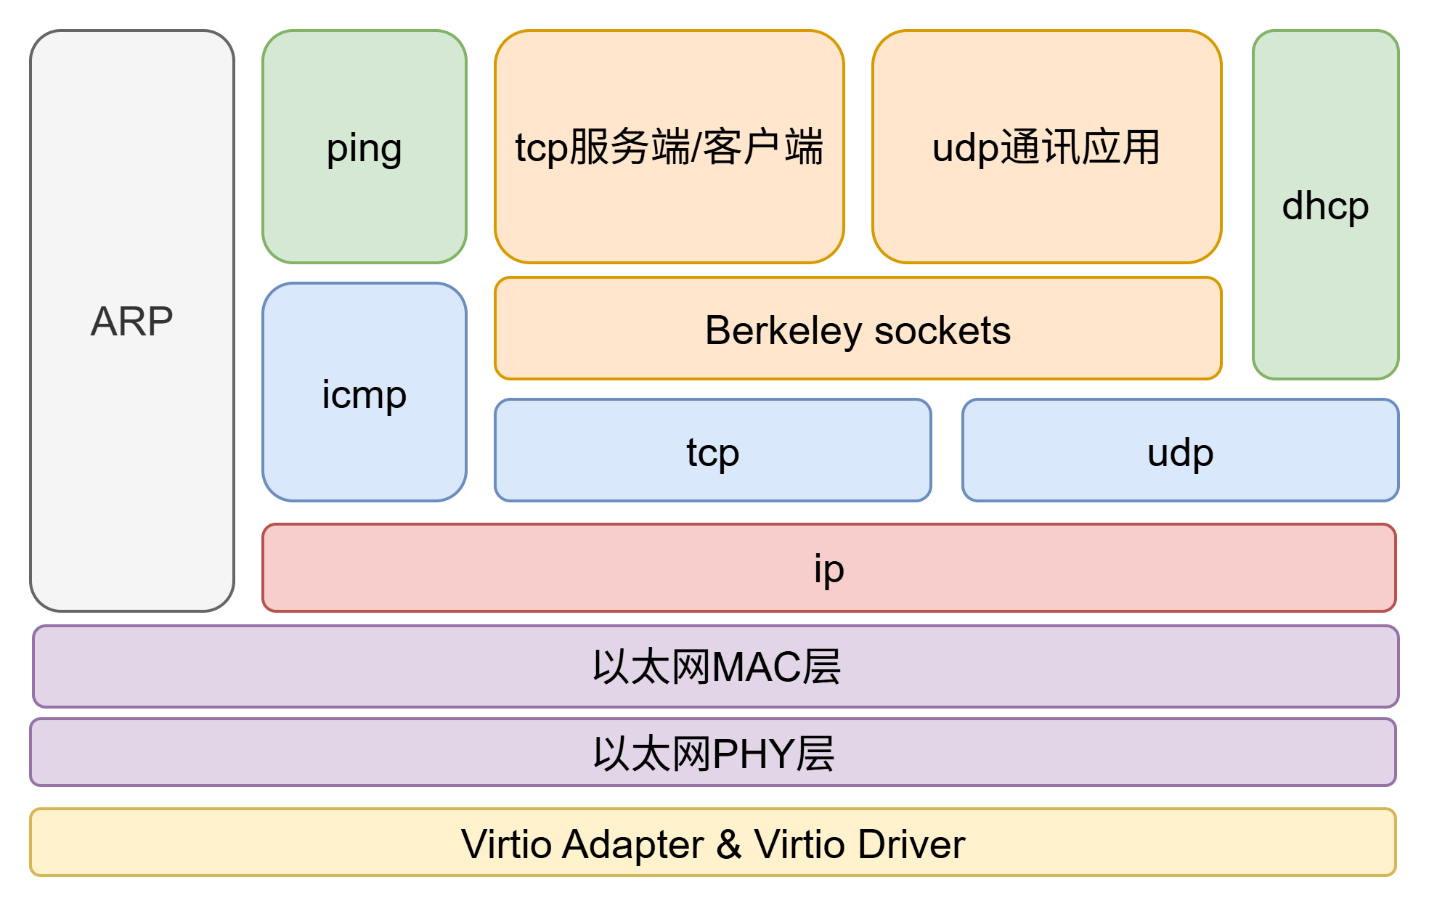 ARP
ping
tcp服务端/客户端
udp通讯应用
dhcp
icmp
Berkeley sockets
tcp
udp
ip
以太网MAC层
以太网PHY层
Virtio Adapter & Virtio Driver